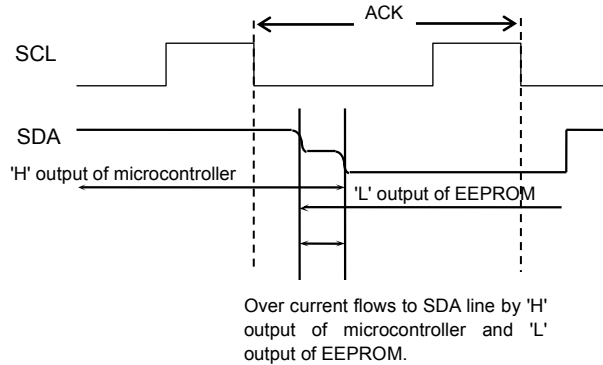 ACK
SCL
SDA
'H' output of microcontroller
'L' output of EEPROM
Over current flows to SDA line by 'H'
output of microcontroller and 'L'
output of EEPROM.